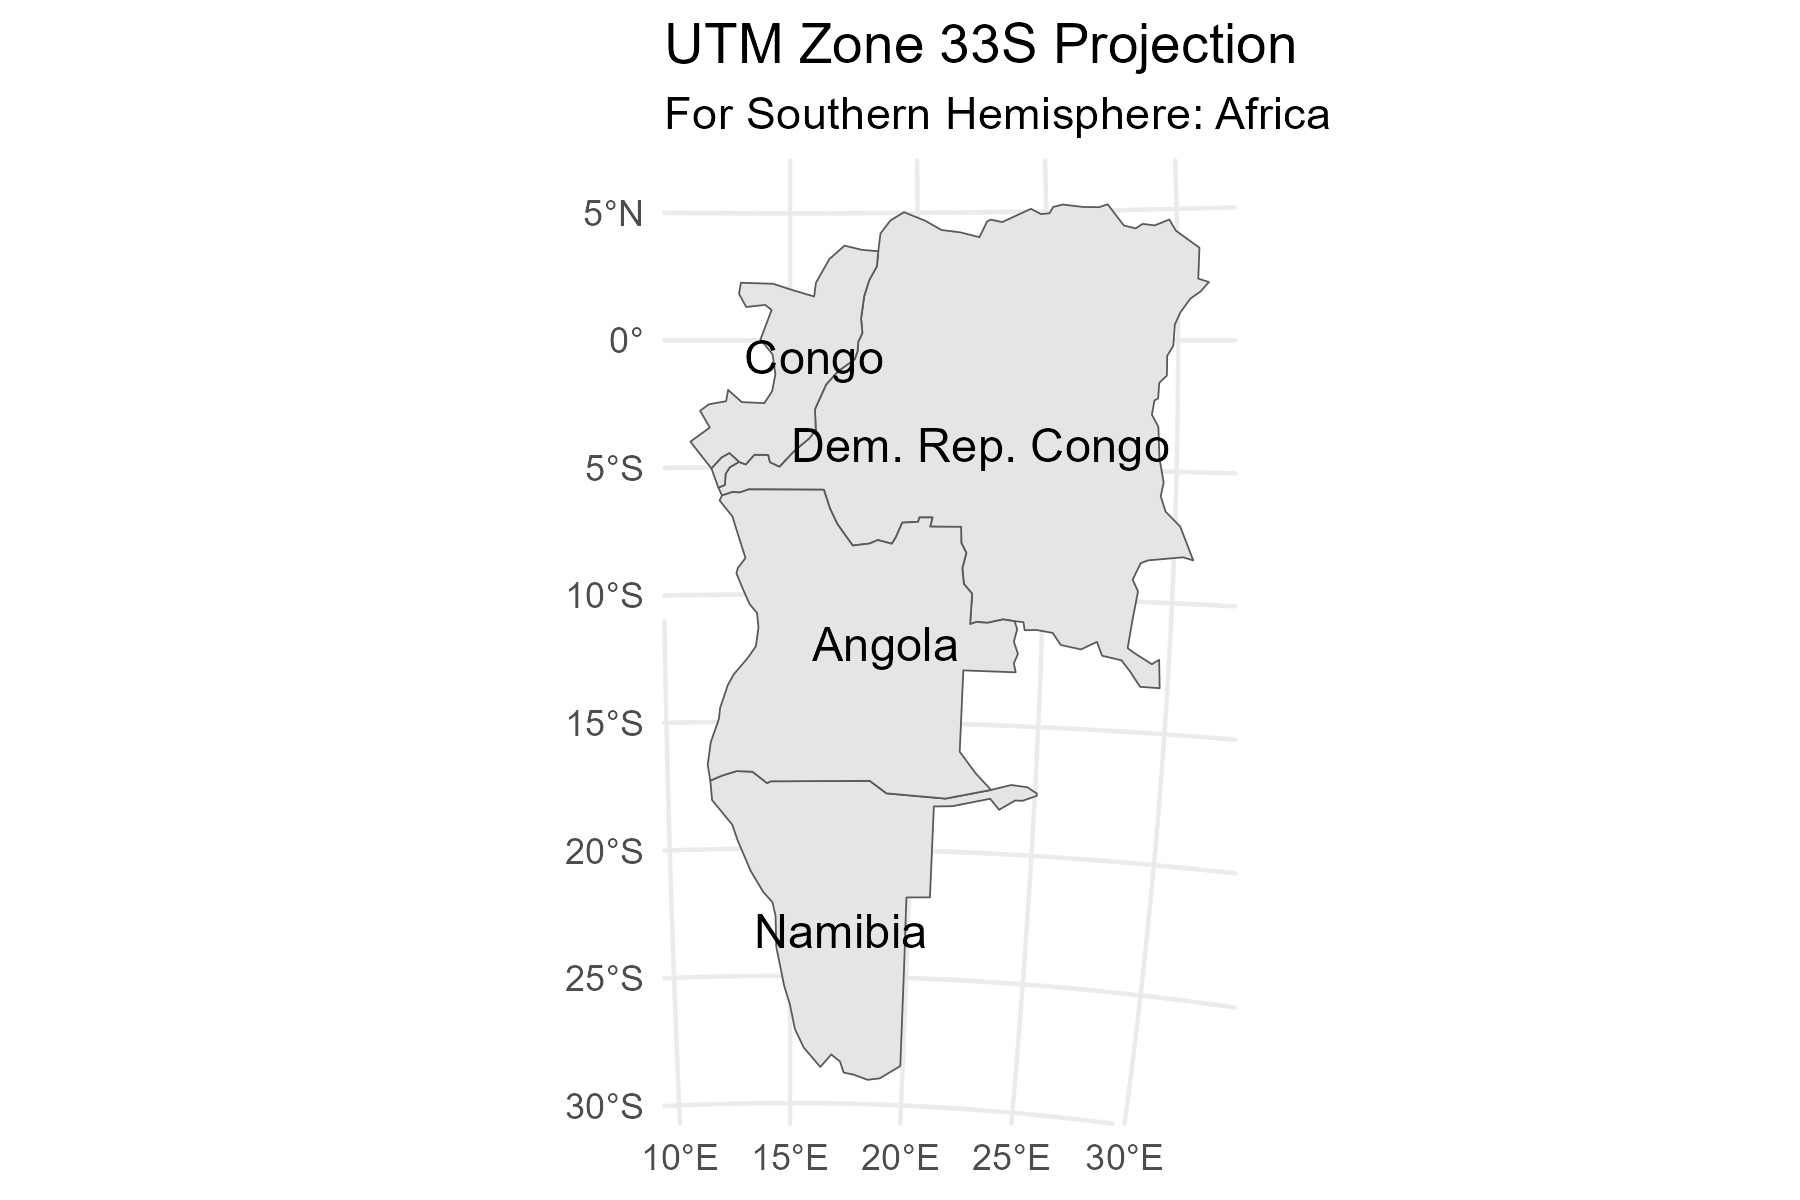 UTM Zone 33S Projection
For Southern Hemisphere: Africa
5°N
0°
Congo
Dem. Rep. Congo
5°S
10°S
Angola
15°S
20°S
Namibia
25°S
30°S
10°E 15°E 20°E 25°E 30°E